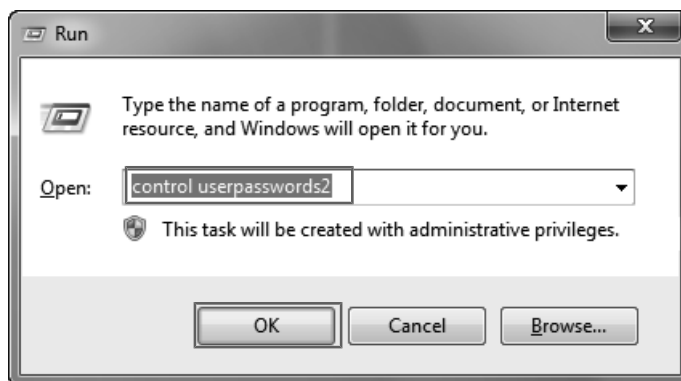 Run
Type the name of a program, folder, document, or Internet
resource, and Windows will open it for you.
Open: control userpasswords2
This task will be created with administrative privileges.
OK Cancel Browse...